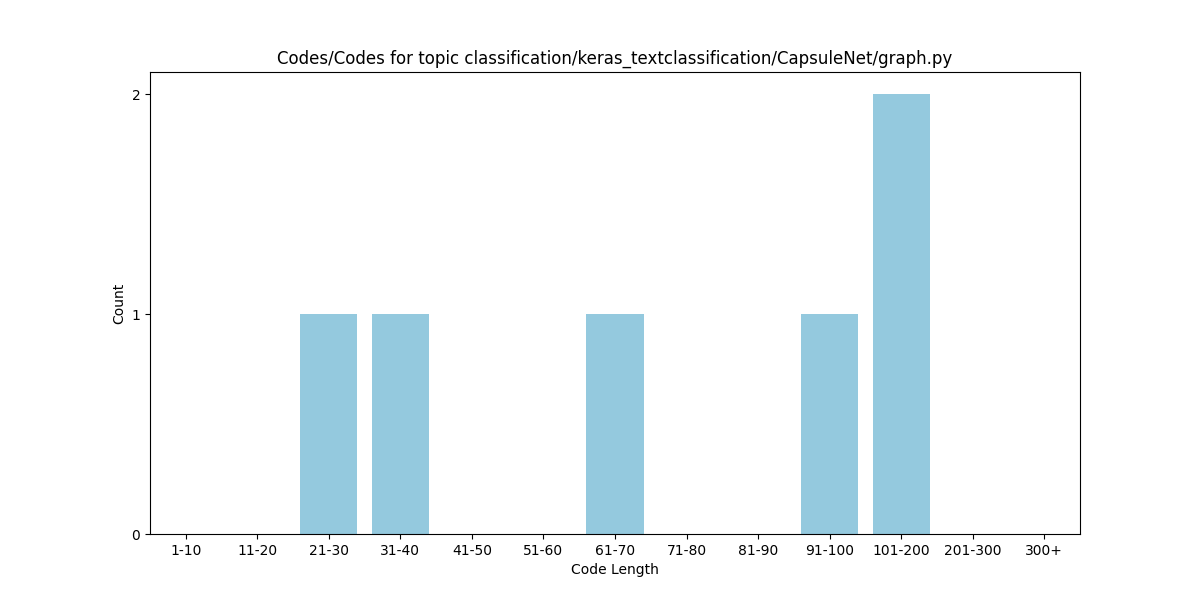 Codes/Codes for topic classification/keras_textclassification/CapsuleNet/graph.py
2
1
0
Count
1-10 11-20 21-30 31-40 41-50 51-60 61-70 71-80 81-90 91-100 101-200 201-300 300+
Code Length